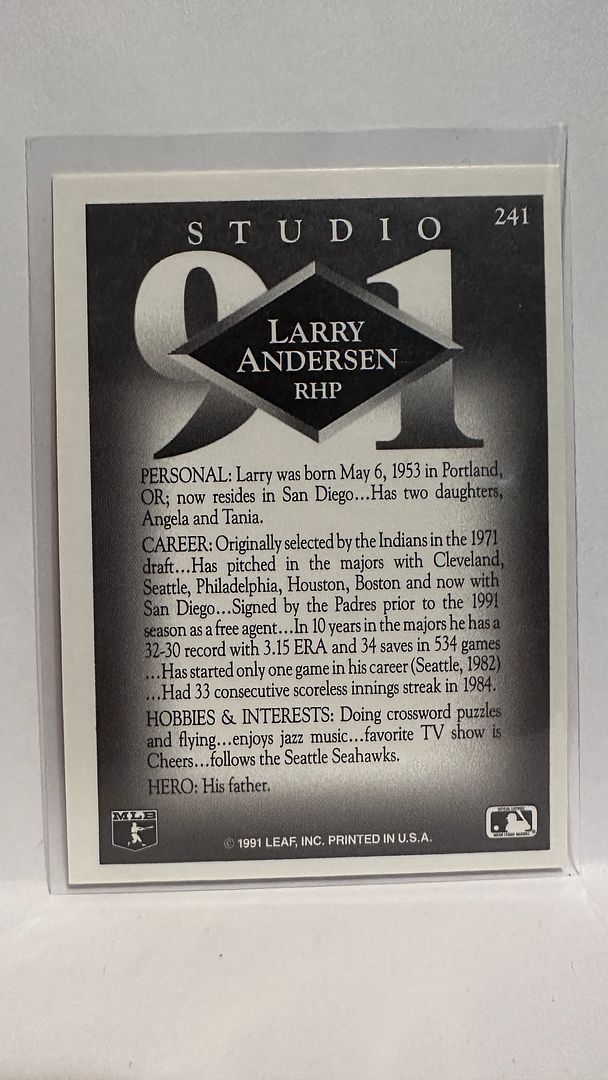 241
STUDIO
91
LARRY
ANDERSEN
RHP
PERSONAL: Larry was born May 6, 1953 in Portland,
OR; now resides in San Diego...Has two daughters,
Angela and Tania.
CAREER: Originally selected by the Indians in the 1971
draft...Has pitched in the majors with Cleveland,
Seattle, Philadelphia, Houston, Boston and now with
San Diego...Signed by the Padres prior to the 1991
season as a free agent...In 10 years in the majors he has a
32-30 record with 3.15 ERA and 34 saves in 534 games
...Has started only one game in his career (Seattle, 1982)
...Had 33 consecutive scoreless innings streak in 1984.
HOBBIES & INTERESTS: Doing crossword puzzles
and flying...enjoys jazz music...favorite TV show is
Cheers...follows the Seattle Seahawks.
HERO: His father.
MLB
© 1991 LEAF, INC. PRINTED IN U.S.A.